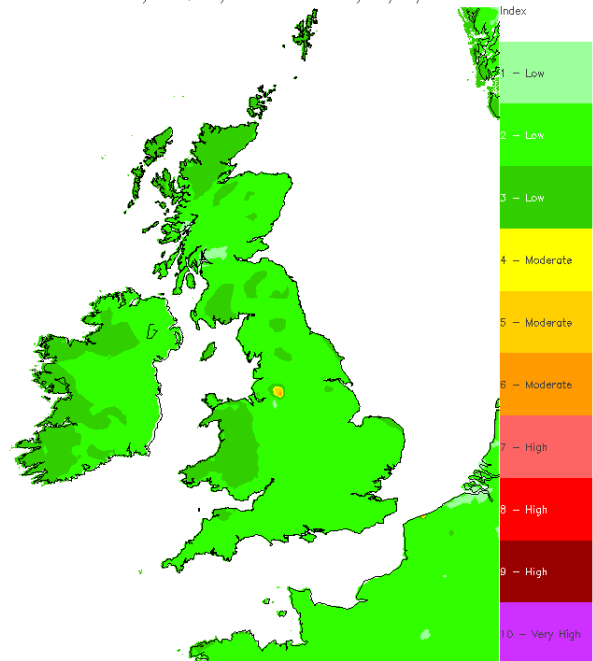 Index
1 – Low
2 – Low
3 – Low
4 – Moderate
5 – Moderate
6 – Moderate
7 – High
8 – High
9 – High
10 – Very High